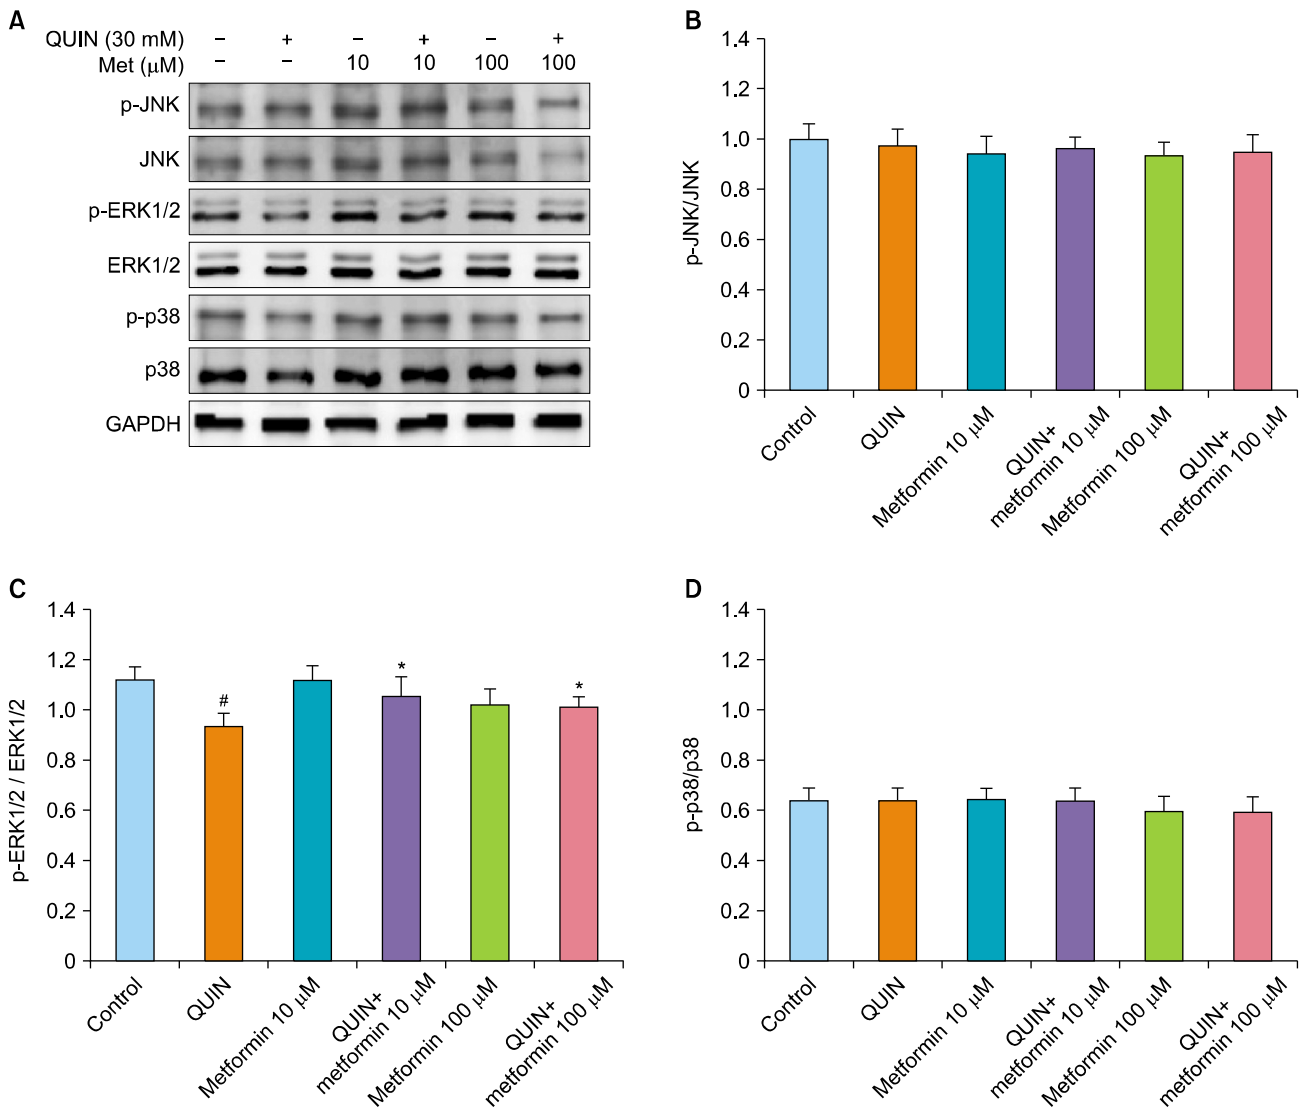 A
QUIN (30 mM) – + – + – +
Met (μM) – – 10 10 100 100
p-JNK
JNK
p-ERK1/2
ERK1/2
p-p38
p38
GAPDH
B
p-JNK/JNK
1.4
1.2
1.0
0.8
0.6
0.4
0.2
0
Control
QUIN
Metformin 10 μM
QUIN+
metformin 10 μM
Metformin 100 μM
QUIN+
metformin 100 μM
C
p-ERK1/2 / ERK1/2
1.4
1.2
1.0
0.8
0.6
0.4
0.2
0
#
*
*
Control
QUIN
Metformin 10 μM
QUIN+
metformin 10 μM
Metformin 100 μM
QUIN+
metformin 100 μM
D
p-p38/p38
1.4
1.2
1.0
0.8
0.6
0.4
0.2
0
Control
QUIN
Metformin 10 μM
QUIN+
metformin 10 μM
Metformin 100 μM
QUIN+
metformin 100 μM